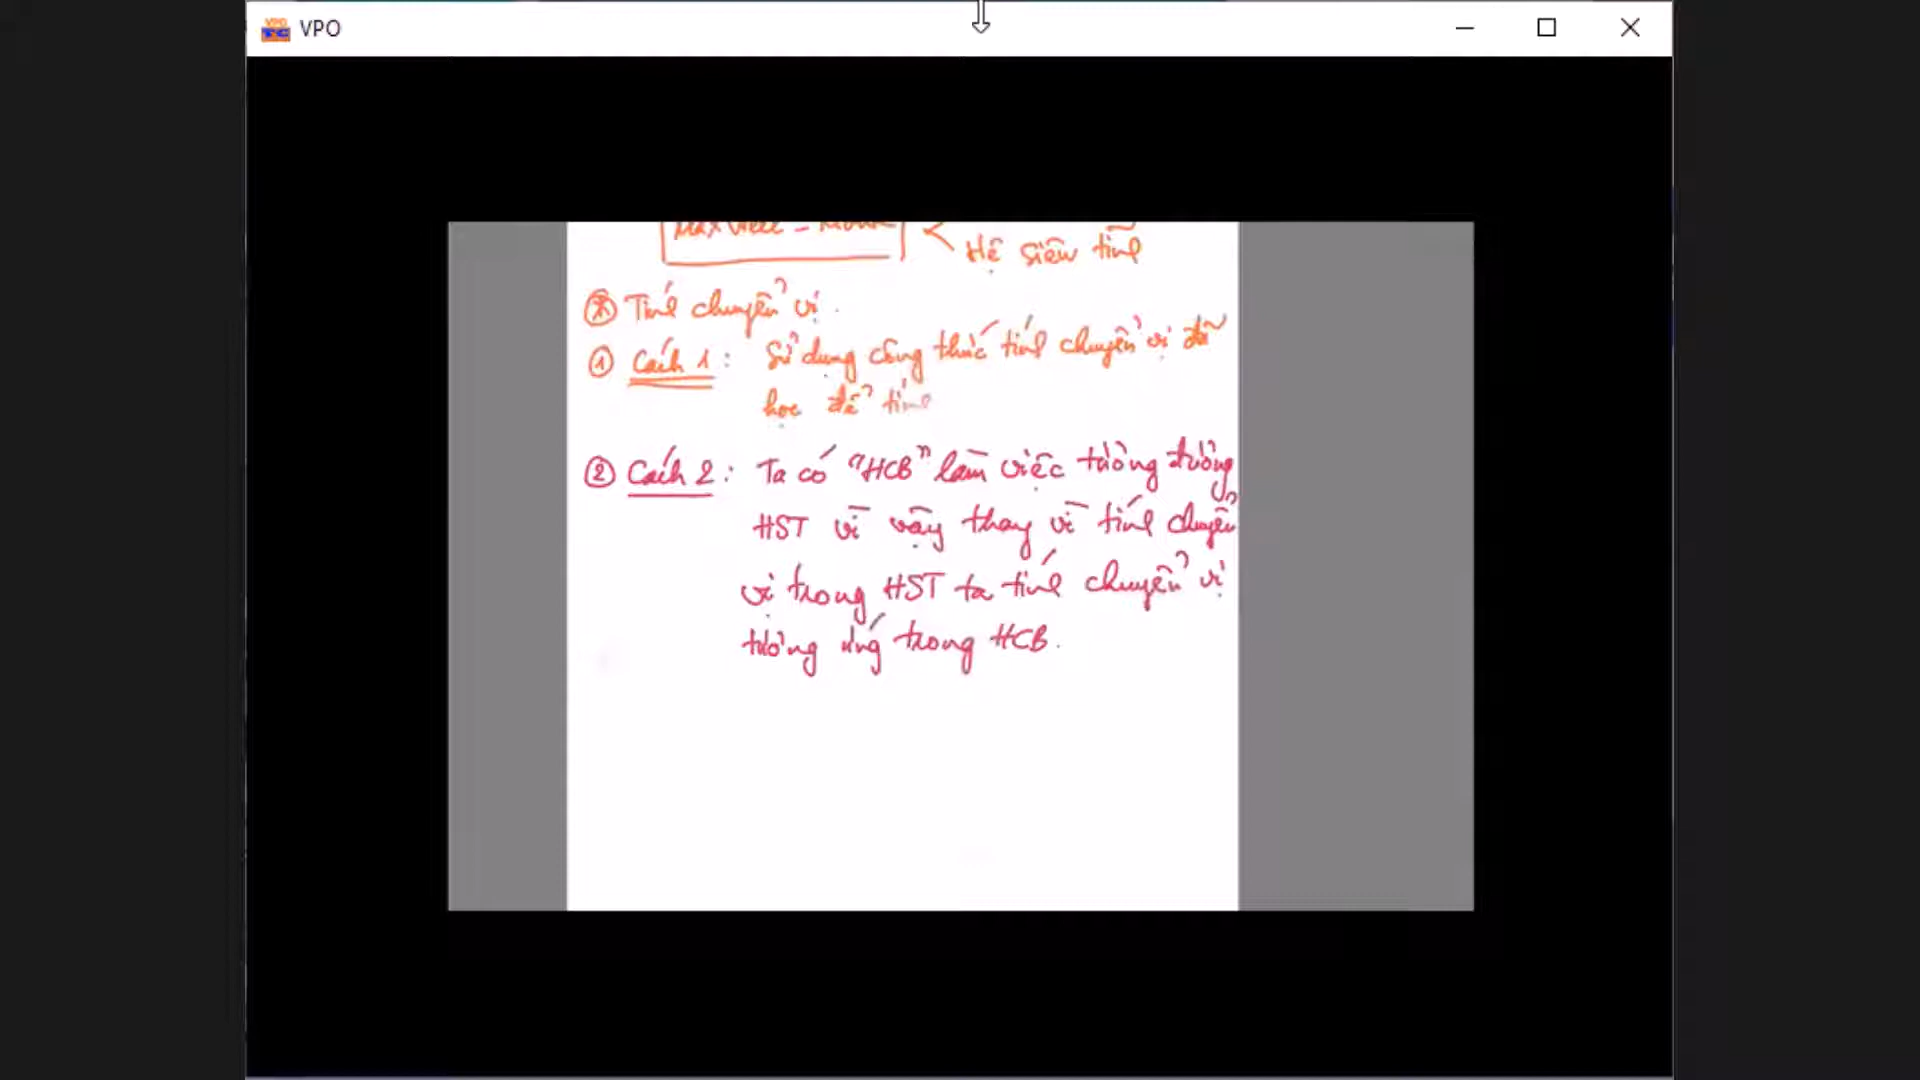 VPO
Maxwell - Morh
Hệ siêu tĩnh
Tính chuyển vị.
① Cách 1: Sử dụng công thức tính chuyển vị đã
học để tính
② Cách 2: Ta có "HCB" làm việc tương đương
HST vì vậy thay vì tính chuyển
vị trong HST ta tính chuyển vị
tương ứng trong HCB.